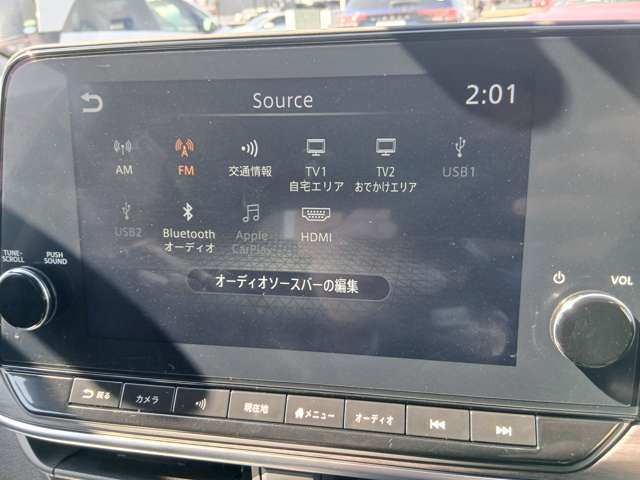 Source
2:01
AM
FM
交通情報
TV1
自宅エリア
TV2
おでかけエリア
USB1
USB2
Bluetooth
オーディオ
Apple
CarPlay
HDMI
オーディオソースバーの編集
TUNE•
SCROLL
PUSH
SOUND
VOL
戻る
カメラ
現在地
メニュー
オーディオ